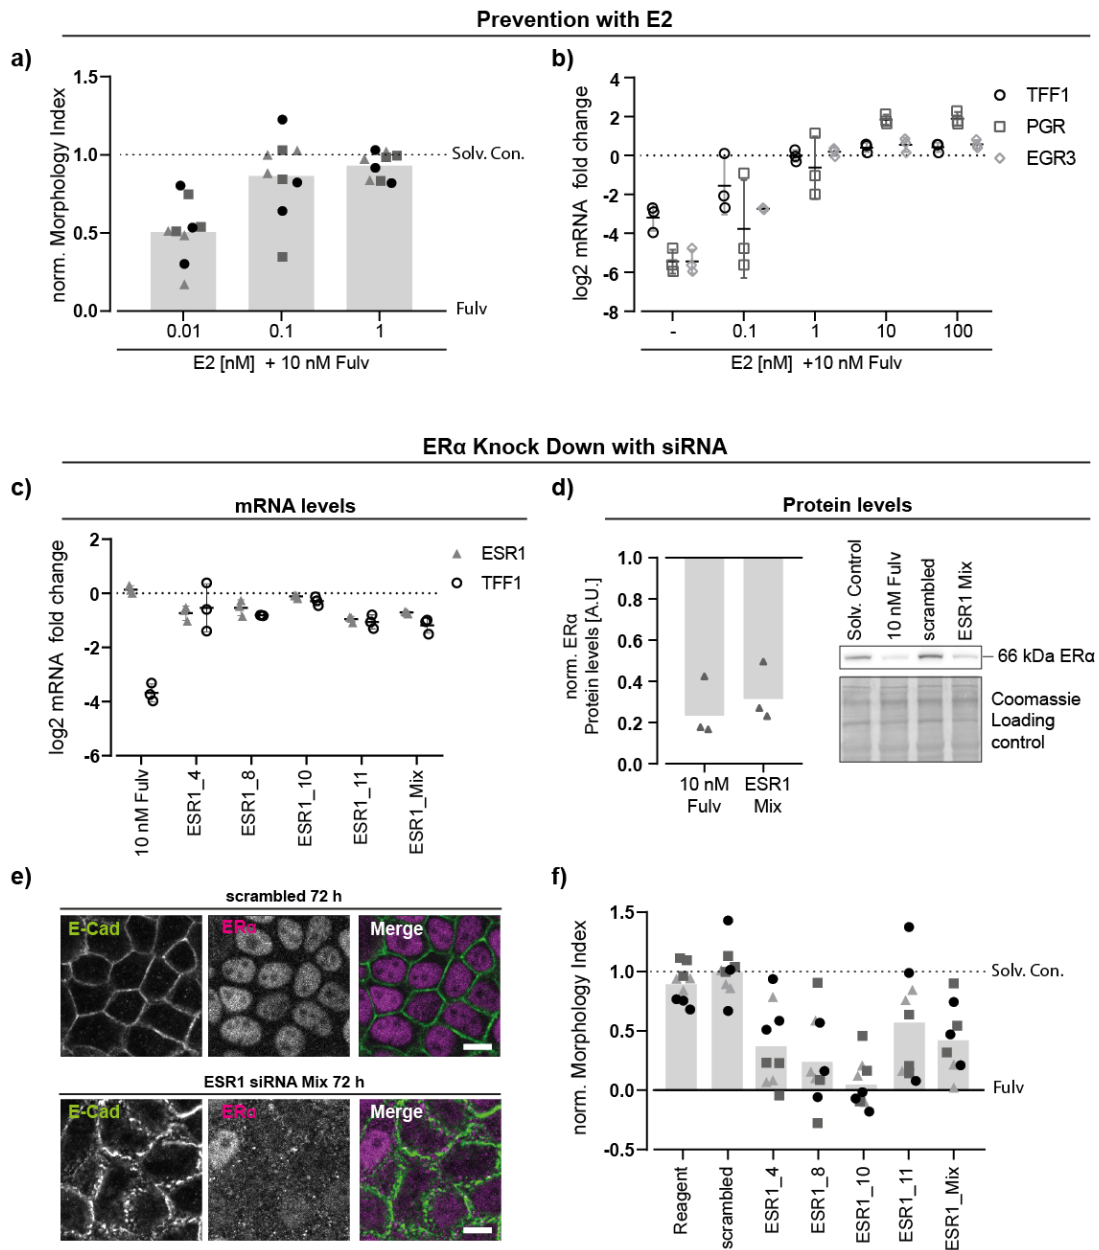 Prevention with E2
a)
norm. Morphology Index
1.5
1.0
0.5
0.0
Solv. Con.
Fulv
0.01
0.1
1
E2 [nM] + 10 nM Fulv
b)
log2 mRNA fold change
4
2
0
-2
-4
-6
-8
TFF1
PGR
EGR3
-
0.1
1
10
100
E2 [nM] +10 nM Fulv
ERα Knock Down with siRNA
c)
mRNA levels
log2 mRNA fold change
2
0
-2
-4
-6
ESR1
TFF1
10 nM Fulv
ESR1_4
ESR1_8
ESR1_10
ESR1_11
ESR1_Mix
d)
Protein levels
norm. ERα
Protein levels [A.U.]
1.0
0.8
0.6
0.4
0.2
0.0
10 nM
Fulv
ESR1
Mix
Solv. Control
10 nM Fulv
scrambled
ESR1 Mix
66 kDa ERα
Coomassie
Loading
control
e)
scrambled 72 h
E-Cad
ERα
Merge
ESR1 siRNA Mix 72 h
E-Cad
ERα
Merge
f)
norm. Morphology Index
1.5
1.0
0.5
0.0
-0.5
Solv. Con.
Fulv
Reagent
scrambled
ESR1_4
ESR1_8
ESR1_10
ESR1_11
ESR1_Mix